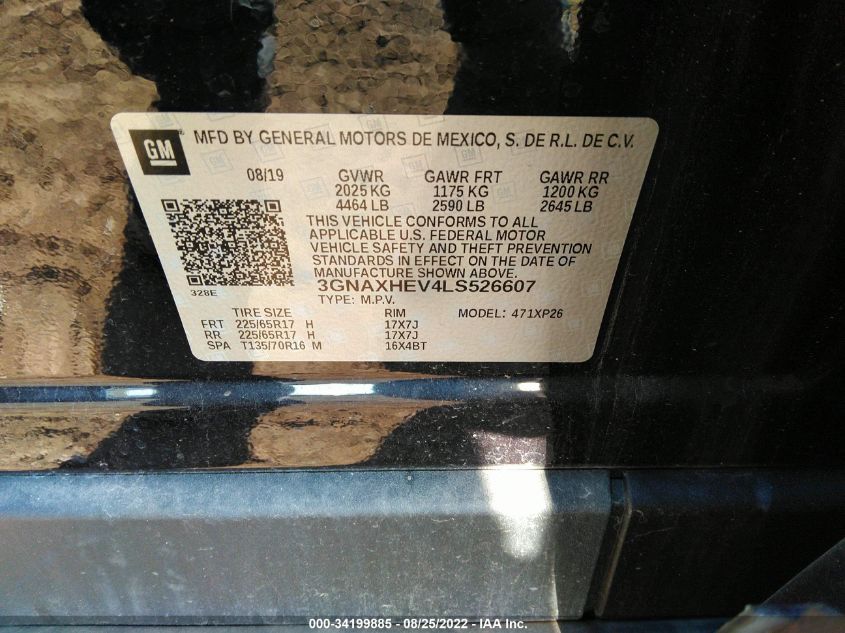 GM
MFD BY GENERAL MOTORS DE MEXICO, S. DE R.L. DE C.V.
08/19 GVWR GAWR FRT GAWR RR
2025 KG 1175 KG 1200 KG
4464 LB 2590 LB 2645 LB
THIS VEHICLE CONFORMS TO ALL
APPLICABLE U.S. FEDERAL MOTOR
VEHICLE SAFETY AND THEFT PREVENTION
STANDARDS IN EFFECT ON THE DATE OF
MANUFACTURE SHOWN ABOVE.
328E 3GNAXHEV4LS526607
TYPE: M.P.V.
TIRE SIZE RIM MODEL: 471XP26
FRT 225/65R17 H 17X7J
RR 225/65R17 H 17X7J
SPA T135/70R16 M 16X4BT
000-34199885 - 08/25/2022 - IAA Inc.